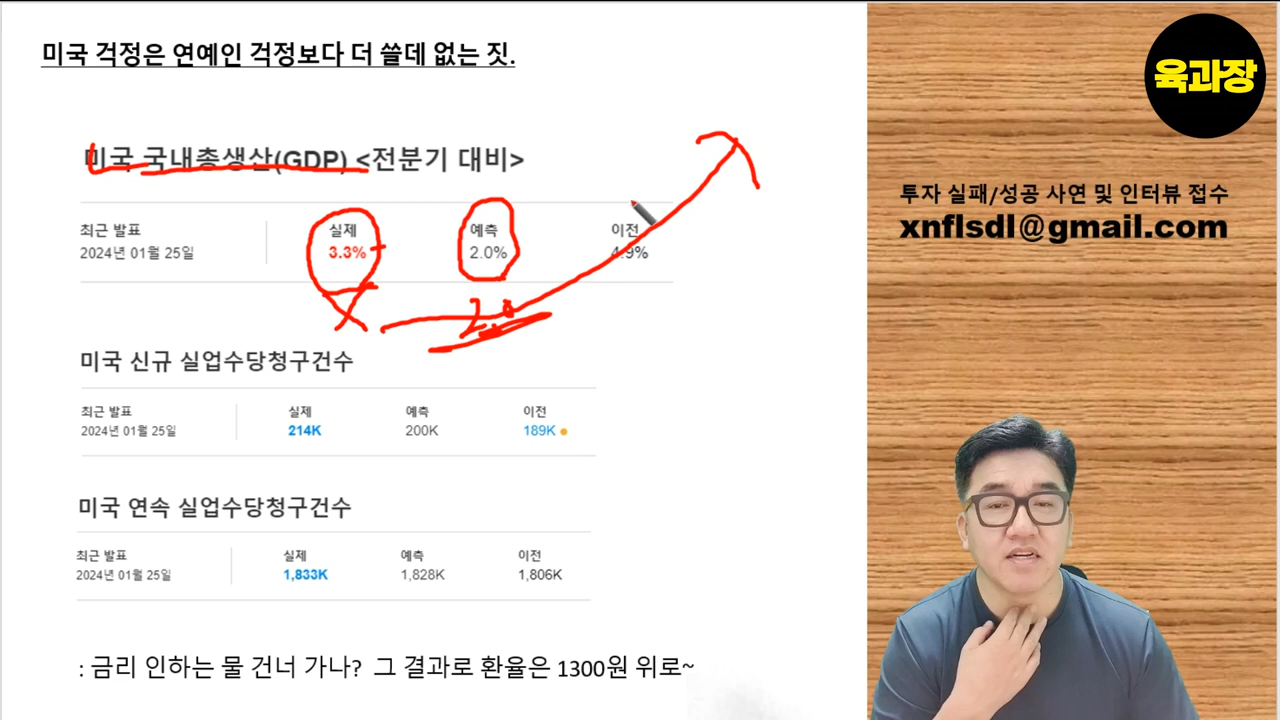 미국 걱정은 연예인 걱정보다 더 쓸데 없는 짓.
육과장
투자 실패/성공 사연 및 인터뷰 접수
xnflsdl@gmail.com
미국 국내총생산(GDP) <전분기 대비>
최근 발표 실제 예측 이전
2024년 01월 25일 3.3% 2.0% 4.9%
2.0
미국 신규 실업수당청구건수
최근 발표 실제 예측 이전
2024년 01월 25일 214K 200K 189K
미국 연속 실업수당청구건수
최근 발표 실제 예측 이전
2024년 01월 25일 1,833K 1,828K 1,806K
: 금리 인하는 물 건너 가나? 그 결과로 환율은 1300원 위로~